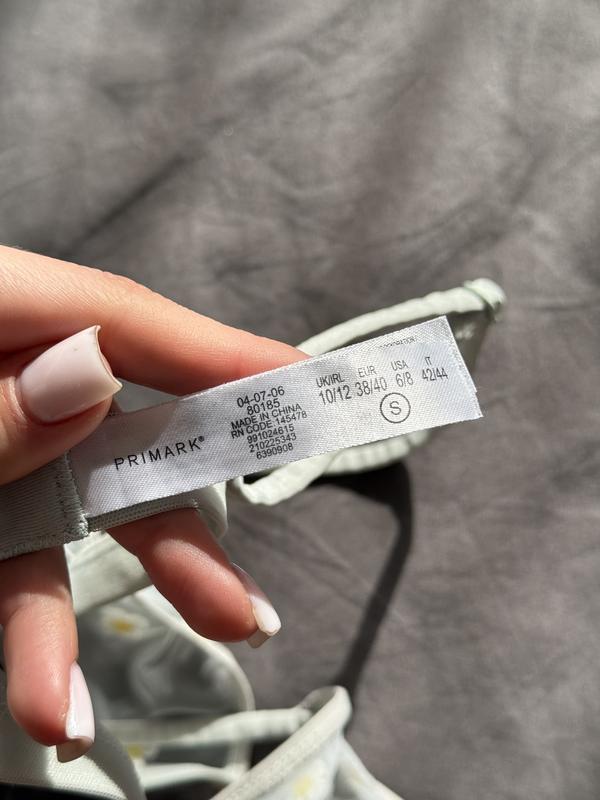 PRIMARK®
04-07-06
80185
MADE IN CHINA
RN CODE 145478
991024615
210225343
6390908
UK/IRL EUR USA IT
10/12 38/40 6/8 42/44
S